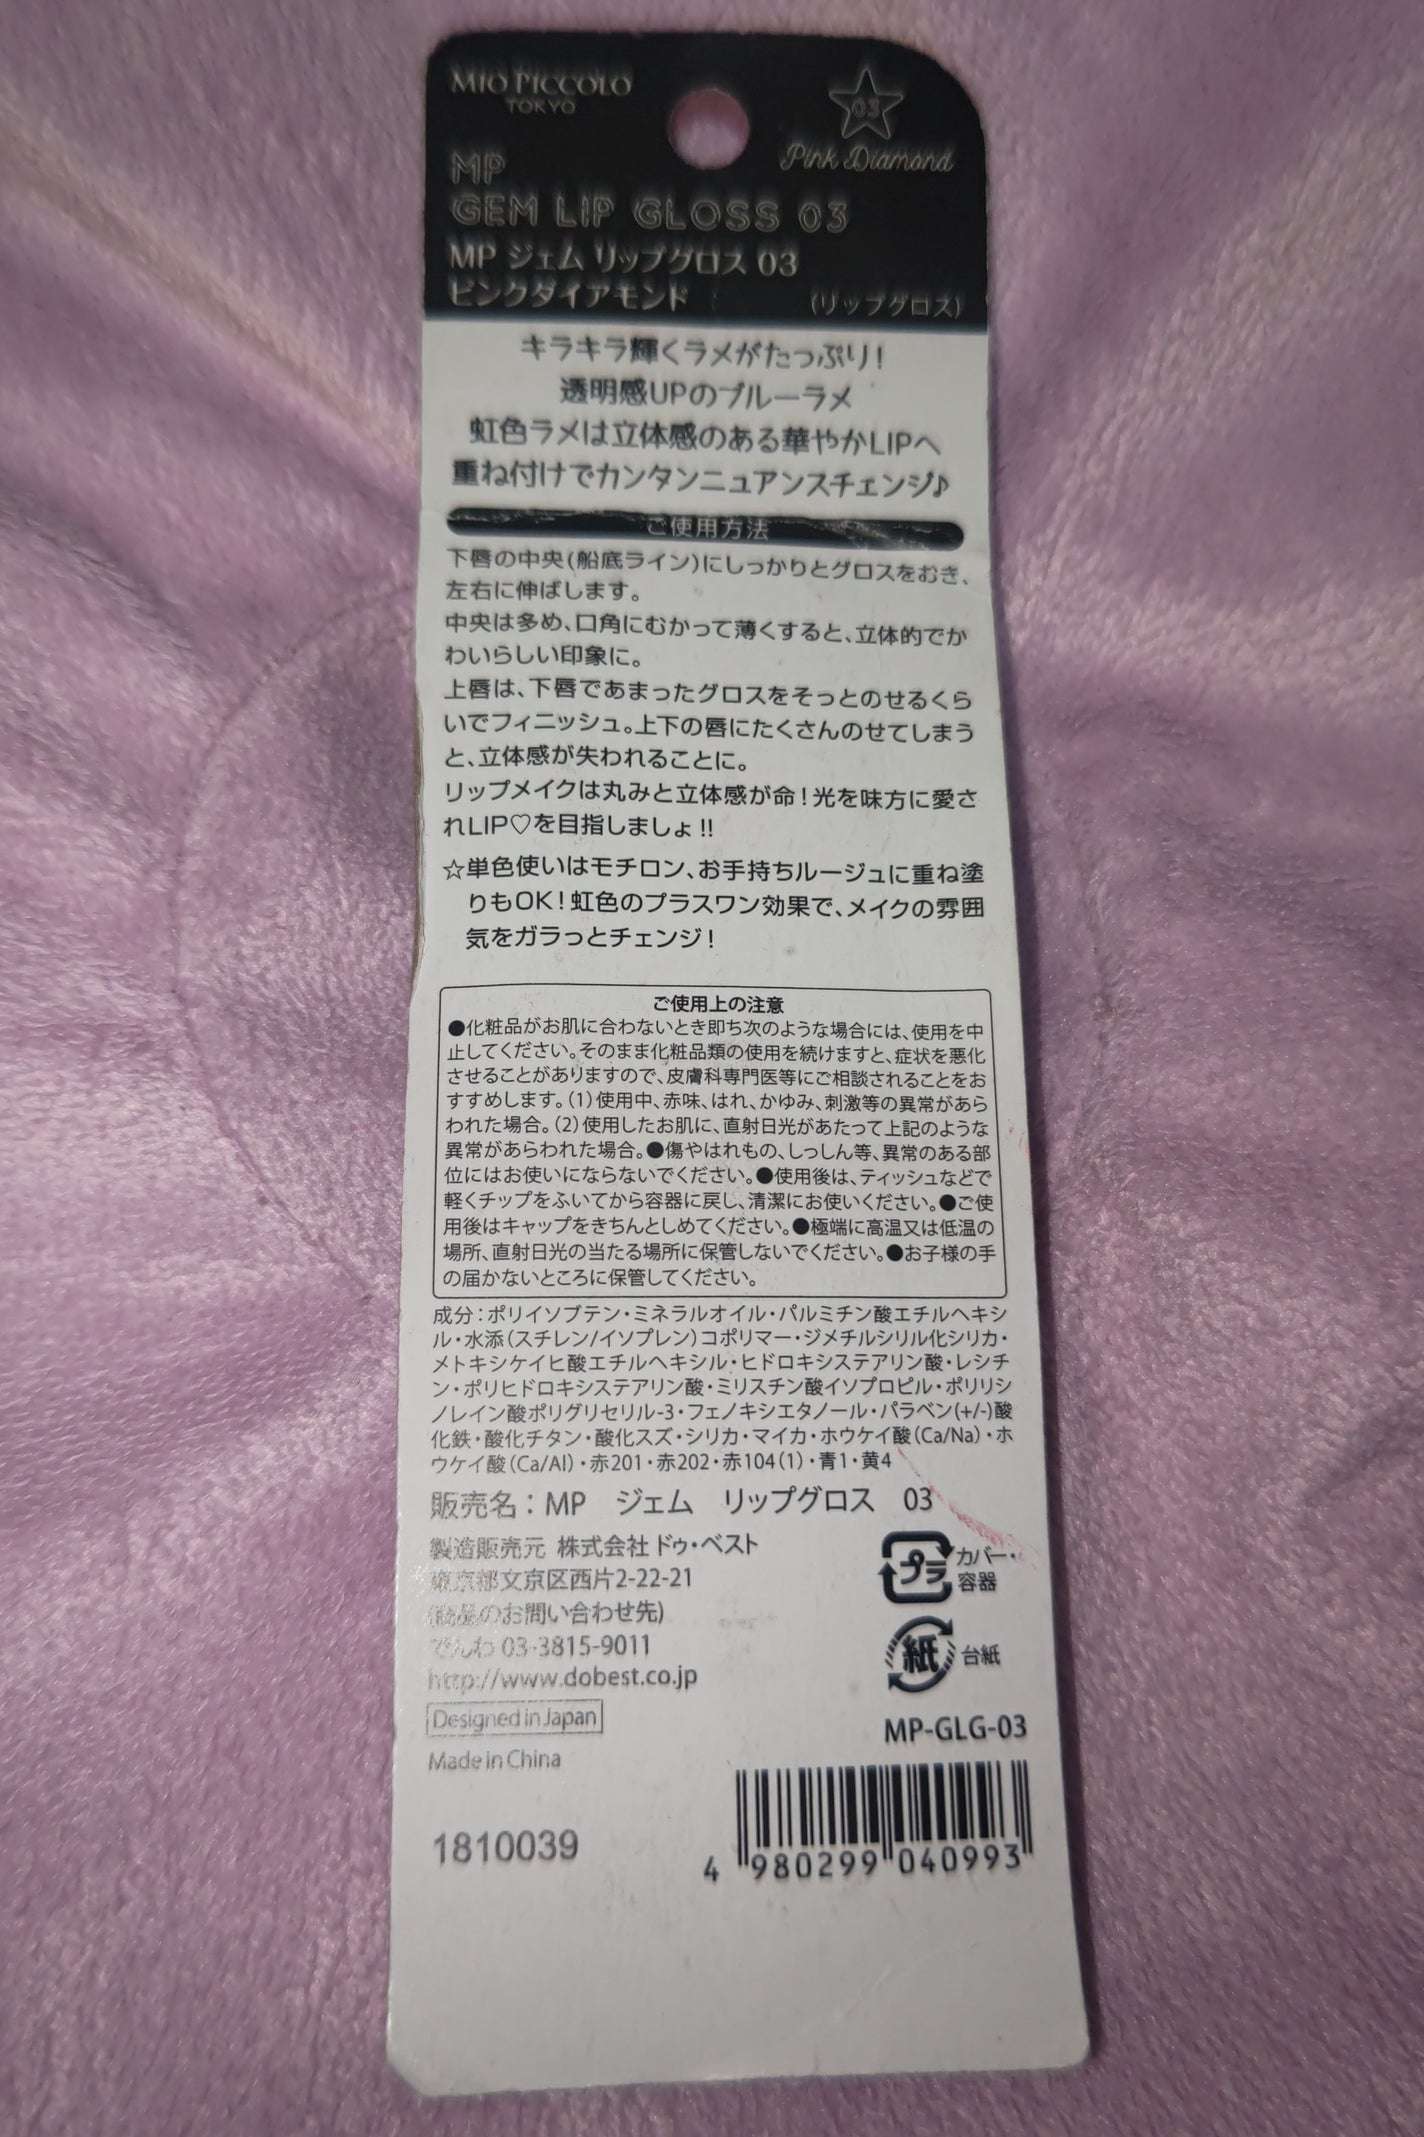 MIO PICCOLO
TOKYO
03
Pink Diamond
MP
GEM LIP GLOSS 03
MP ジェム リップグロス 03
ピンクダイアモンド
(リップグロス)
キラキラ輝くラメがたっぷり!
透明感UPのブルーラメ
虹色ラメは立体感のある華やかLIPへ
重ね付けでカンタンニュアンスチェンジ♪
ご使用方法
下唇の中央(船底ライン)にしっかりとグロスをおき、
左右に伸ばします。
中央は多め、口角にむかって薄くすると、立体的でか
わいらしい印象に。
上唇は、下唇であまったグロスをそっとのせるくら
いでフィニッシュ。上下の唇にたくさんのせてしまう
と、立体感が失われることに。
リップメイクは丸みと立体感が命!光を味方に愛さ
れLIP♡を目指しましょ!!
☆単色使いはモチロン、お手持ちルージュに重ね塗
りもOK!虹色のプラスワン効果で、メイクの雰囲
気をガラっとチェンジ!
ご使用上の注意
●化粧品がお肌に合わないとき即ち次のような場合には、使用を中
止してください。そのまま化粧品類の使用を続けますと、症状を悪化
させることがありますので、皮膚科専門医等にご相談されることをお
すすめします。(1)使用中、赤味、はれ、かゆみ、刺激等の異常があら
われた場合。(2)使用したお肌に、直射日光があたって上記のような
異常があらわれた場合。●傷やはれもの、しっしん等、異常のある部
位にはお使いにならないでください。●使用後は、ティッシュなどで
軽くチップをふいてから容器に戻し、清潔にお使いください。●ご使
用後はキャップをきちんとしめてください。●極端に高温又は低温の
場所、直射日光の当たる場所に保管しないでください。●お子様の手
の届かないところに保管してください。
成分:ポリイソブテン・ミネラルオイル・パルミチン酸エチルヘキシ
ル・水添(スチレン/イソプレン)コポリマー・ジメチルシリル化シリカ・
メトキシケイヒ酸エチルヘキシル・ヒドロキシステアリン酸・レシチ
ン・ポリヒドロキシステアリン酸・ミリスチン酸イソプロピル・ポリリシ
ノレイン酸ポリグリセリル-3・フェノキシエタノール・パラベン(+/-)酸
化鉄・酸化チタン・酸化スズ・シリカ・マイカ・ホウケイ酸(Ca/Na)・ホ
ウケイ酸(Ca/Al)・赤201・赤202・赤104(1)・青1・黄4
販売名:MP ジェム リップグロス 03
製造販売元 株式会社 ドゥ・ベスト
東京都文京区西片2-22-21
(商品のお問い合わせ先)
でんわ 03-3815-9011
http://www.dobest.co.jp
Designed in Japan
Made in China
プラ カバー・
容器
紙 台紙
MP-GLG-03
1810039
4 980299 040993